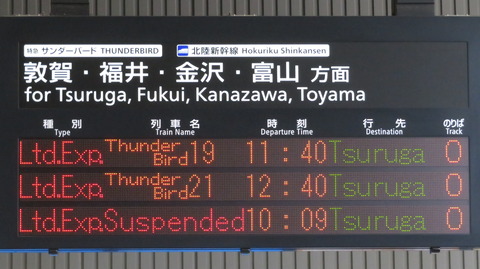 特急 サンダーバード THUNDERBIRD 北陸新幹線 Hokuriku Shinkansen
敦賀・福井・金沢・富山 方面
for Tsuruga, Fukui, Kanazawa, Toyama
種別 列車名 時刻 行先 のりば
Type Train Name Departure Time Destination Track
Ltd.Exp. Thunder Bird 19 11:40 Tsuruga 0
Ltd.Exp. Thunder Bird 21 12:40 Tsuruga 0
Ltd.Exp. Suspended 10:09 Tsuruga 0